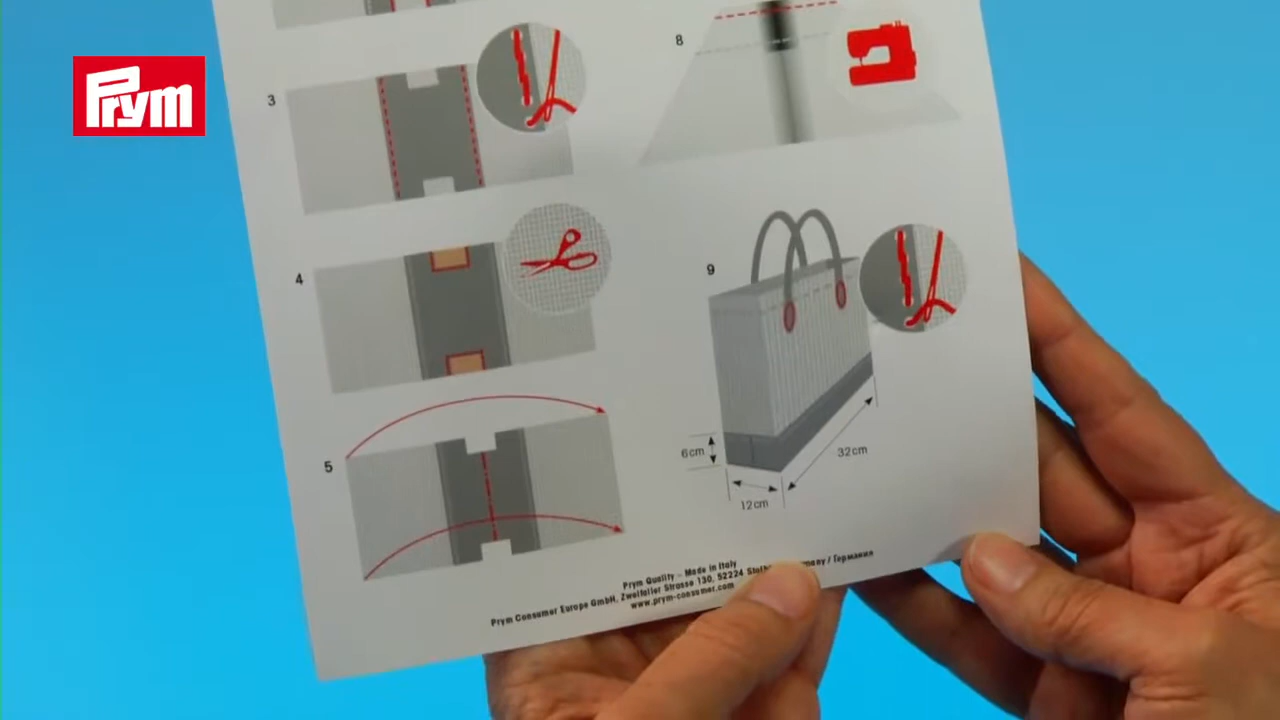 Prym
3
4
5
8
9
6cm
12cm
32cm
Prym Quality – Made in Italy
Prym Consumer Europe GmbH, Zweifaller Strasse 130, 52224 / Германия
www.prym-consumer.com